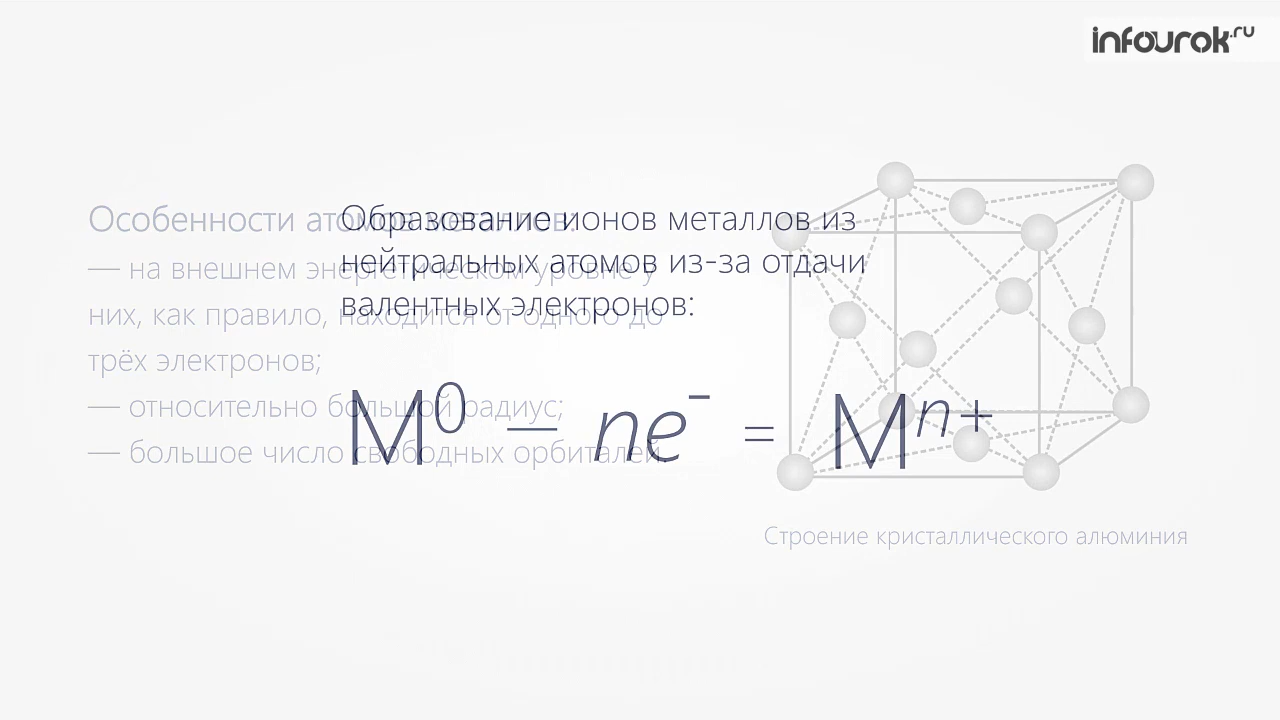 infourok.ru
Особенности атомов металлов:
— на внешнем энергетическом уровне у
них, как правило, находится от одного до
трёх электронов;
— относительно большой радиус;
— большое число свободных орбиталей.
Образование ионов металлов из
нейтральных атомов из-за отдачи
валентных электронов:
M⁰ — ne⁻ = Mⁿ⁺
Строение кристаллического алюминия